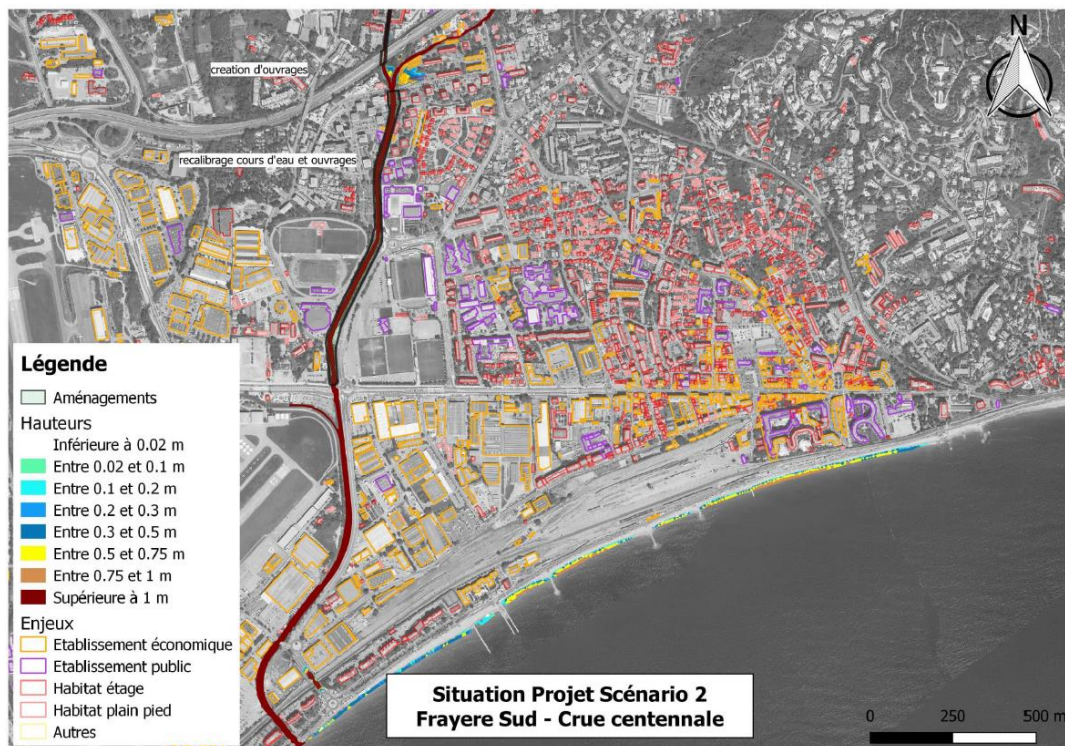 N
creation d'ouvrages
recalibrage cours d'eau et ouvrages
Légende
Aménagements
Hauteurs
Inférieure à 0.02 m
Entre 0.02 et 0.1 m
Entre 0.1 et 0.2 m
Entre 0.2 et 0.3 m
Entre 0.3 et 0.5 m
Entre 0.5 et 0.75 m
Entre 0.75 et 1 m
Supérieure à 1 m
Enjeux
Etablissement économique
Etablissement public
Habitat étage
Habitat plain pied
Autres
Situation Projet Scénario 2
Frayere Sud - Crue centennale
0 250 500 m